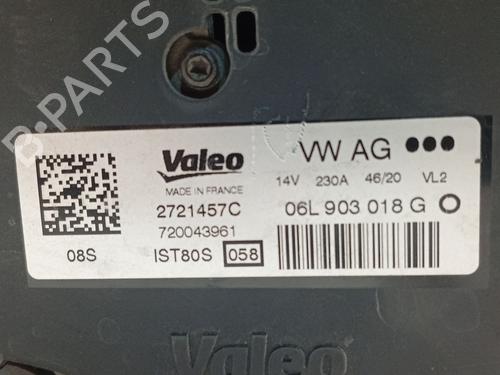 Valeo
VW AG
MADE IN FRANCE
14V 230A 46/20 VL2
2721457C
06L 903 018 G
720043961
08S
IST80S 058
Valeo
B-PARTS